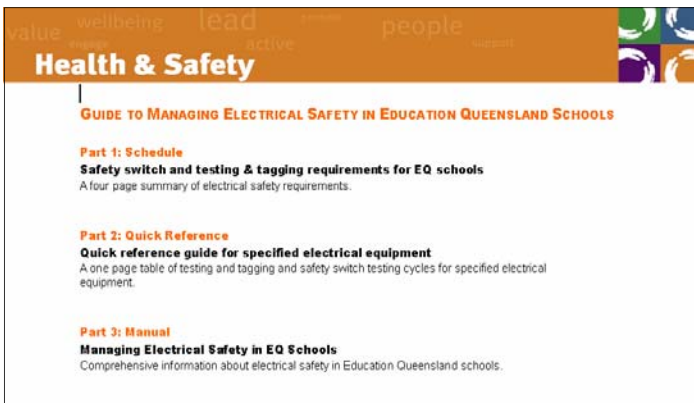 value wellbeing lead people
engage active support
Health & Safety
GUIDE TO MANAGING ELECTRICAL SAFETY IN EDUCATION QUEENSLAND SCHOOLS
Part 1: Schedule
Safety switch and testing & tagging requirements for EQ schools
A four page summary of electrical safety requirements.
Part 2: Quick Reference
Quick reference guide for specified electrical equipment
A one page table of testing and tagging and safety switch testing cycles for specified electrical
equipment.
Part 3: Manual
Managing Electrical Safety in EQ Schools
Comprehensive information about electrical safety in Education Queensland schools.